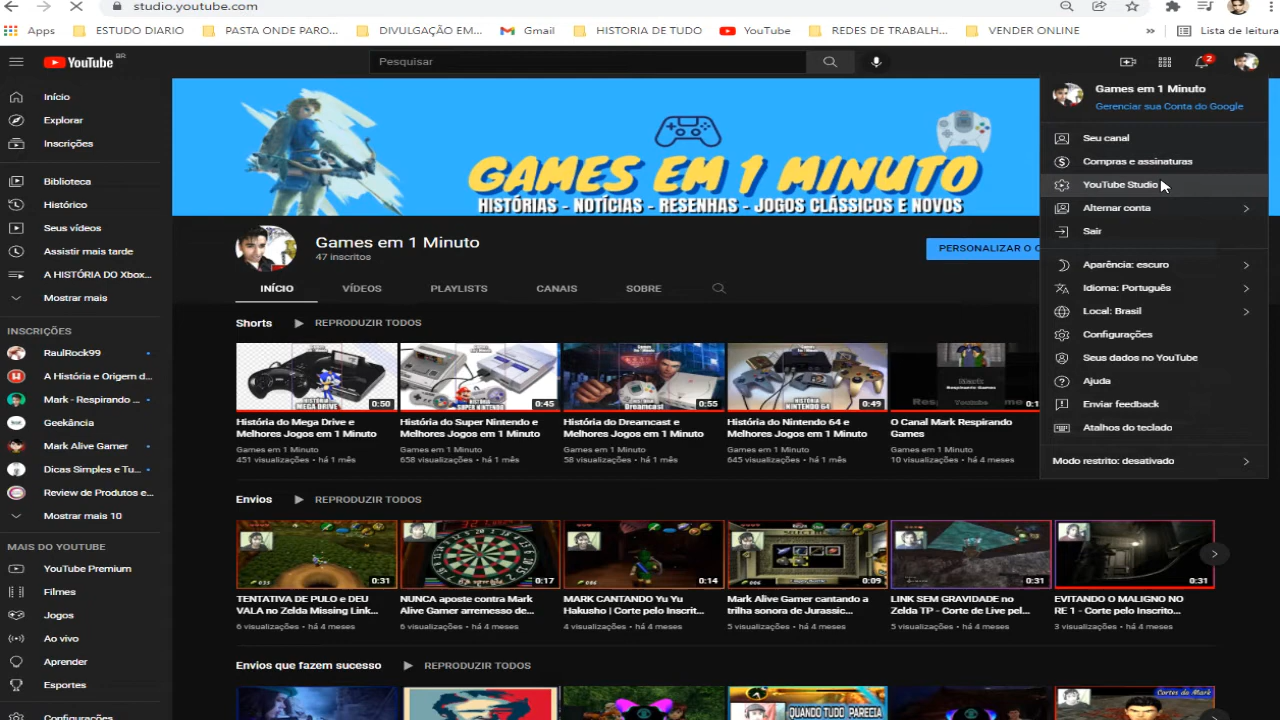 studio.youtube.com
Apps ESTUDO DIARIO PASTA ONDE PARO... DIVULGAÇÃO EM... Gmail HISTORIA DE TUDO YouTube REDES DE TRABALH... VENDER ONLINE » Lista de leitura
YouTube BR
Pesquisar
2
Início
Explorar
Inscrições
Biblioteca
Histórico
Seus vídeos
Assistir mais tarde
A HISTÓRIA DO Xbox...
Mostrar mais
INSCRIÇÕES
RaulRock99
A História e Origem d...
Mark - Respirando ...
Geekância
Mark Alive Gamer
Dicas Simples e Tu...
Review de Produtos e...
Mostrar mais 10
MAIS DO YOUTUBE
YouTube Premium
Filmes
Jogos
Ao vivo
Aprender
Esportes
Configurações
GAMES EM 1 MINUTO
HISTÓRIAS - NOTÍCIAS - RESENHAS - JOGOS CLÁSSICOS E NOVOS
Games em 1 Minuto
47 inscritos
PERSONALIZAR O C
INÍCIO VÍDEOS PLAYLISTS CANAIS SOBRE
Shorts REPRODUZIR TODOS
HISTÓRIA
MEGA DRIVE
0:50
História do Mega Drive e
Melhores Jogos em 1 Minuto
Games em 1 Minuto
451 visualizações • há 1 mês
HISTÓRIA
SUPER NINTENDO
0:45
História do Super Nintendo e
Melhores Jogos em 1 Minuto
Games em 1 Minuto
658 visualizações • há 1 mês
HISTÓRIA
Dreamcast
0:55
História do Dreamcast e
Melhores Jogos em 1 Minuto
Games em 1 Minuto
58 visualizações • há 1 mês
HISTÓRIA
NINTENDO 64
0:49
História do Nintendo 64 e
Melhores Jogos em 1 Minuto
Games em 1 Minuto
645 visualizações • há 1 mês
Mark
Respirando Games
Youtube
O Canal Mark Respirando
Games
Games em 1 Minuto
10 visualizações • há 4 meses
Envios REPRODUZIR TODOS
0:31
TENTATIVA DE PULO e DEU
VALA no Zelda Missing Link...
6 visualizações • há 4 meses
0:17
NUNCA aposte contra Mark
Alive Gamer arremesso de...
6 visualizações • há 4 meses
0:14
MARK CANTANDO Yu Yu
Hakusho | Corte pelo Inscrit...
4 visualizações • há 4 meses
0:09
Mark Alive Gamer cantando a
trilha sonora de Jurassic...
5 visualizações • há 4 meses
0:31
LINK SEM GRAVIDADE no
Zelda TP - Corte de Live pel...
5 visualizações • há 4 meses
0:31
EVITANDO O MALIGNO NO
RE 1 - Corte pelo Inscrito...
3 visualizações • há 4 meses
Envios que fazem sucesso REPRODUZIR TODOS
QUANDO TUDO PARECIA
Cortes do Mark
Games em 1 Minuto
Gerenciar sua Conta do Google
Seu canal
Compras e assinaturas
YouTube Studio
Alternar conta
Sair
Aparência: escuro
Idioma: Português
Local: Brasil
Configurações
Seus dados no YouTube
Ajuda
Enviar feedback
Atalhos do teclado
Modo restrito: desativado